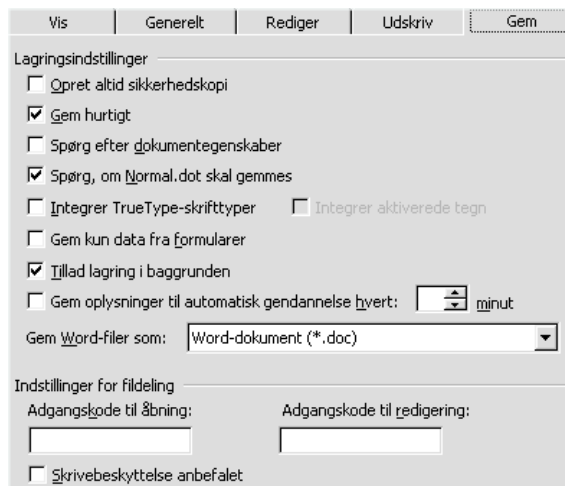 Vis Generelt Rediger Udskriv Gem
Lagringsindstillinger
Opret altid sikkerhedskopi
Gem hurtigt
Spørg efter dokumentegenskaber
Spørg, om Normal.dot skal gemmes
Integrer TrueType-skrifttyper Integrer aktiverede tegn
Gem kun data fra formularer
Tillad lagring i baggrunden
Gem oplysninger til automatisk gendannelse hvert: minut
Gem Word-filer som: Word-dokument (*.doc)
Indstillinger for fildeling
Adgangskode til åbning: Adgangskode til redigering:
Skrivebeskyttelse anbefalet